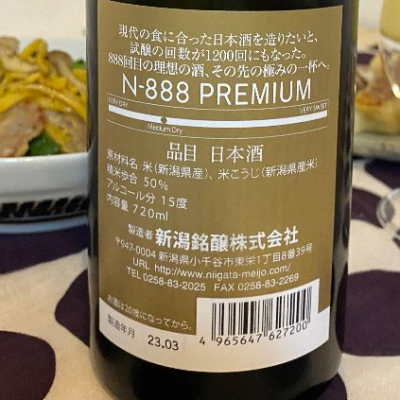 現代の食に合った日本酒を造りたいと、
試醸の回数が1200回にもなった。
888回目の理想の酒、その先の極みの一杯へ。
N-888 PREMIUM
VERY DRY VERY SWEET
Medium Dry
品目 日本酒
原材料名 米(新潟県産)、米こうじ(新潟県産米)
精米歩合 50%
アルコール分 15度
内容量 720ml
製造者 新潟銘醸株式会社
〒947-0004 新潟県小千谷市東栄1丁目8番39号
URL http://www.niigata-meijo.com/
TEL 0258-83-2025 FAX 0258-83-2269
お酒は20歳になってから。
製造年月 23.03
4 965647 627200